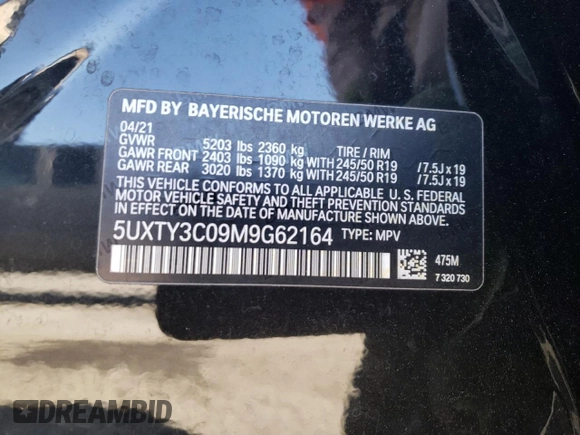 MFD BY BAYERISCHE MOTOREN WERKE AG
04/21
GVWR 5203 lbs 2360 kg TIRE / RIM
GAWR FRONT 2403 lbs 1090 kg WITH 245/50 R19 /7.5J x 19
GAWR REAR 3020 lbs 1370 kg WITH 245/50 R19 /7.5J x 19
THIS VEHICLE CONFORMS TO ALL APPLICABLE U. S. FEDERAL
MOTOR VEHICLE SAFETY AND THEFT PREVENTION STANDARDS
IN EFFECT ON THE DATE OF MANUFACTURE SHOWN ABOVE.
5UXTY3C09M9G62164 TYPE: MPV
475M
7 320 730
DREAMBID